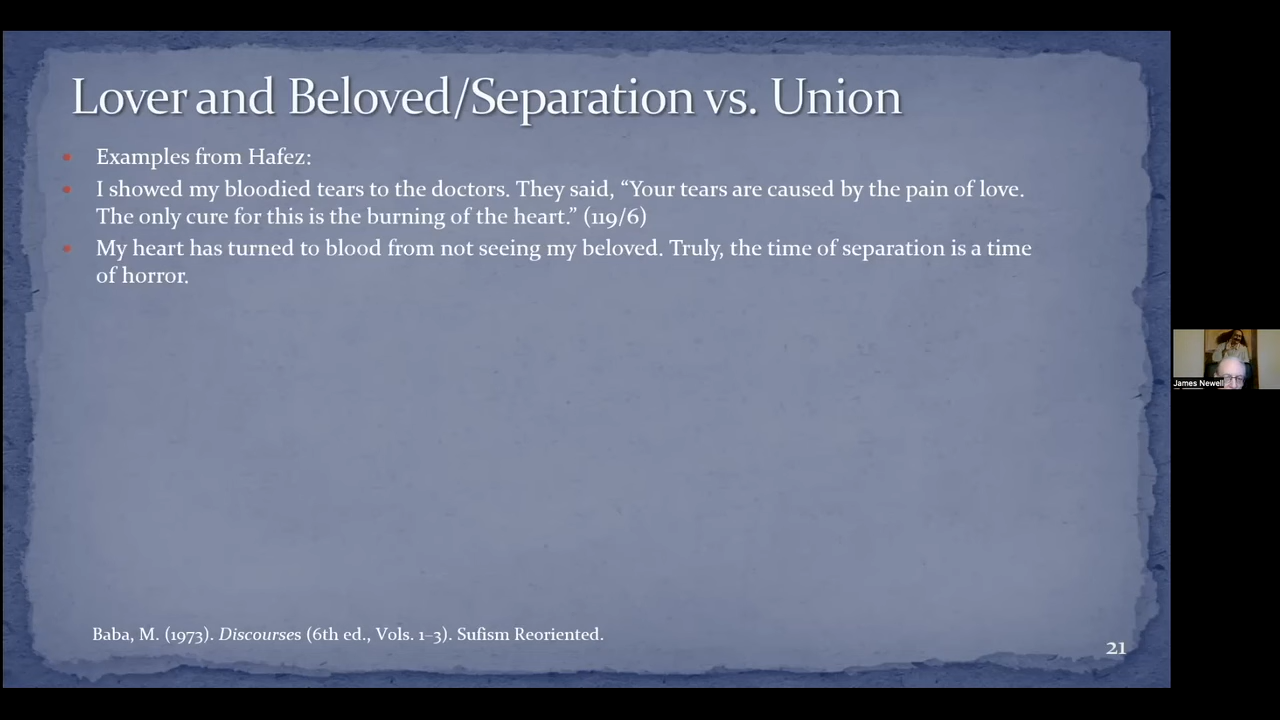 Lover and Beloved/Separation vs. Union
• Examples from Hafez:
• I showed my bloodied tears to the doctors. They said, “Your tears are caused by the pain of love.
The only cure for this is the burning of the heart.” (119/6)
• My heart has turned to blood from not seeing my beloved. Truly, the time of separation is a time
of horror.
James Newell
Baba, M. (1973). Discourses (6th ed., Vols. 1–3). Sufism Reoriented.
21